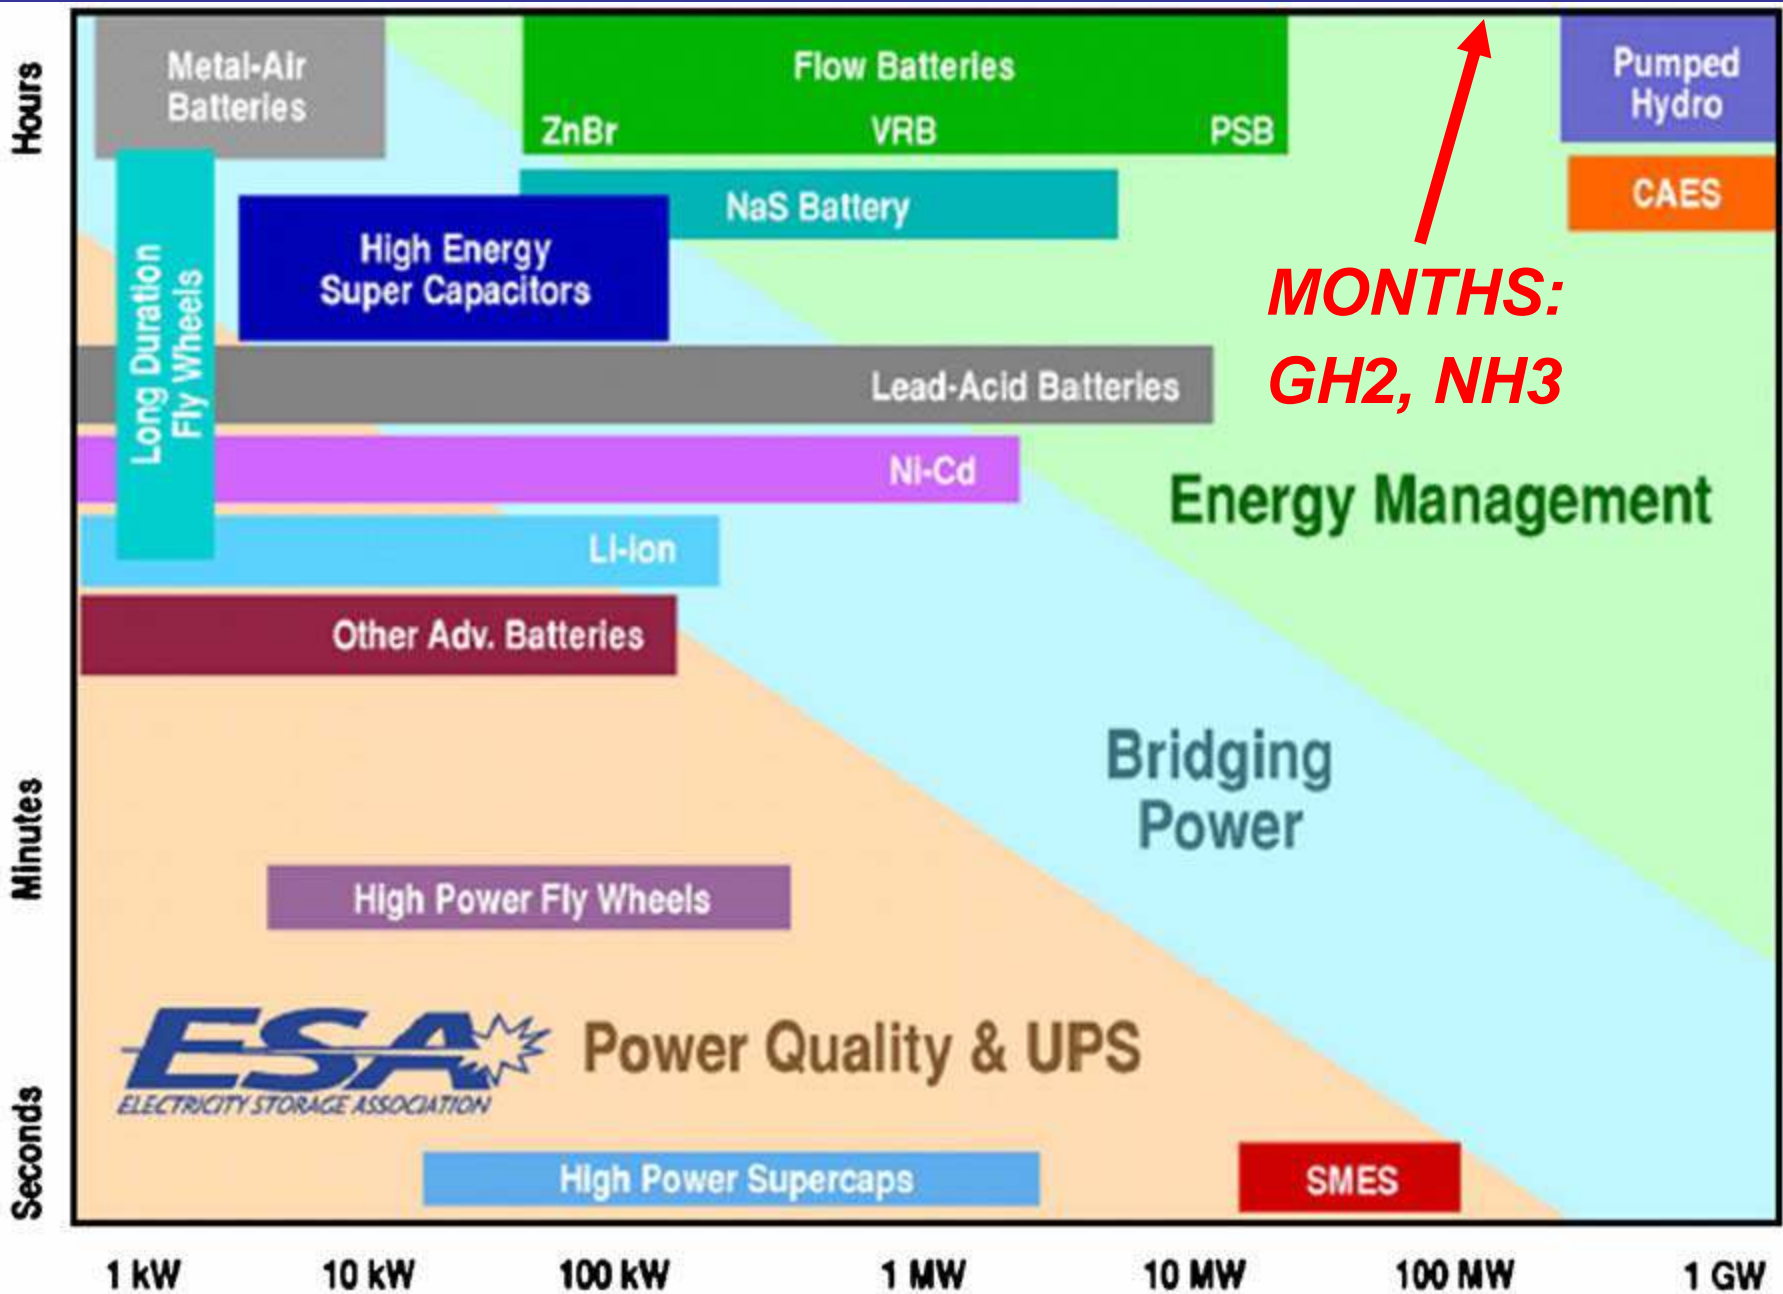 Hours
Minutes
Seconds
Metal-Air
Batteries
Flow Batteries
ZnBr VRB PSB
Pumped
Hydro
NaS Battery
CAES
High Energy
Super Capacitors
Long Duration
Fly Wheels
MONTHS:
GH2, NH3
Lead-Acid Batteries
Ni-Cd
Energy Management
Li-ion
Other Adv. Batteries
Bridging
Power
High Power Fly Wheels
ESA
ELECTRICITY STORAGE ASSOCIATION
Power Quality & UPS
High Power Supercaps
SMES
1 kW 10 kW 100 kW 1 MW 10 MW 100 MW 1 GW